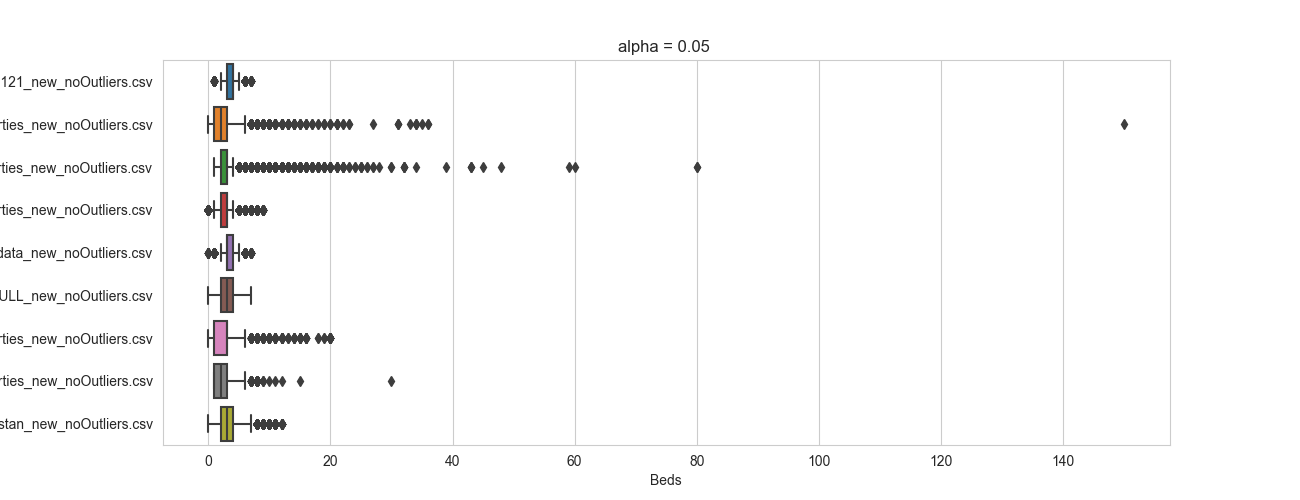 alpha = 0.05
121_new_noOutliers.csv
rties_new_noOutliers.csv
rties_new_noOutliers.csv
rties_new_noOutliers.csv
data_new_noOutliers.csv
ULL_new_noOutliers.csv
rties_new_noOutliers.csv
rties_new_noOutliers.csv
stan_new_noOutliers.csv
0 20 40 60 80 100 120 140
Beds